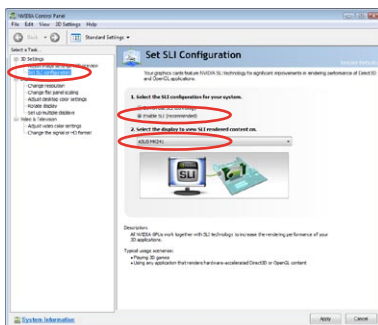 NVIDIA Control Panel
File Edit View 3D Settings Help
Standard Settings
Select a Task...
3D Settings
Set SLI configuration
Change resolution
Change flat panel scaling
Adjust desktop color settings
Rotate display
Set up multiple displays
Video & Television
Adjust video color settings
Change the signal or HD format
System Information
Set SLI Configuration
Restore Defaults
Your graphics cards feature NVIDIA SLI technology for significant improvements in rendering performance of Direct3D
and OpenGL applications.
1. Select the SLI configuration for your system.
Enable SLI (recommended)
2. Select the display to view SLI rendered content on.
ASUS MK241
SLI
Description:
All NVIDIA GPUs work together with SLI technology to increase the rendering performance of your
3D applications.
Typical usage scenarios:
• Playing 3D games
• Using any application that renders hardware-accelerated Direct3D or OpenGL content
Apply
Cancel